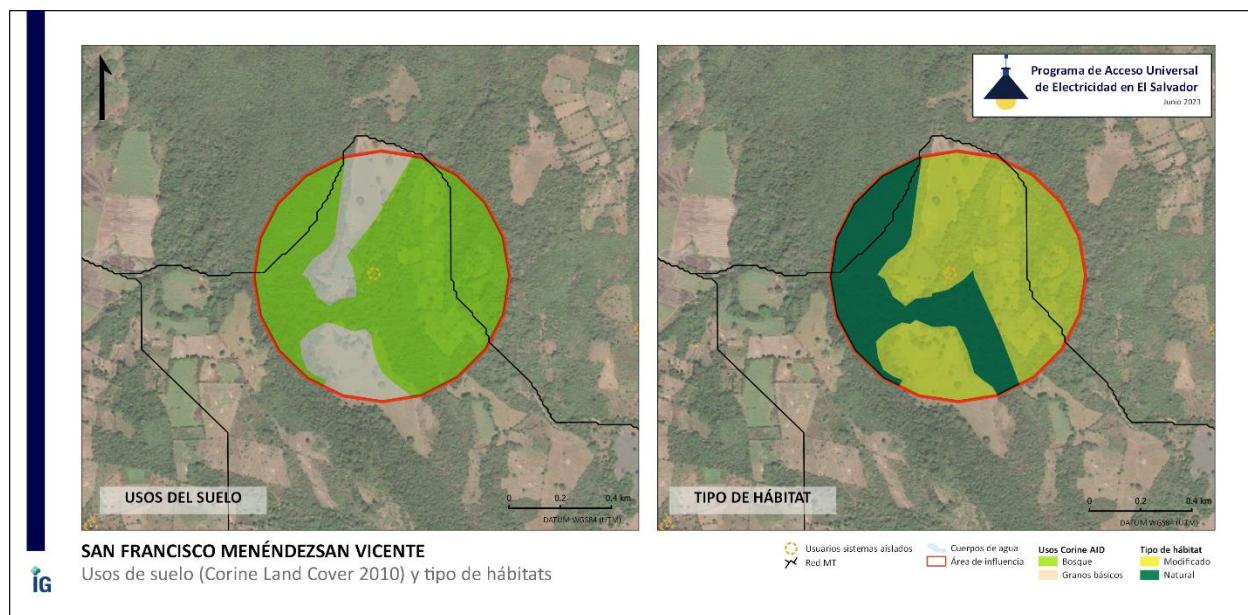 Programa de Acceso Universal
de Electricidad en El Salvador
Junio 2023
USOS DEL SUELO
0 0.2 0.4 km
DATUM WGS84 (UTM)
TIPO DE HÁBITAT
0 0.2 0.4 km
DATUM WGS84 (UTM)
SAN FRANCISCO MENÉNDEZSAN VICENTE
Usos de suelo (Corine Land Cover 2010) y tipo de hábitats
Usuarios sistemas aislados
Red MT
Cuerpos de agua
Área de influencia
Usos Corine AID
Bosque
Granos básicos
Tipo de hábitat
Modificado
Natural
iG